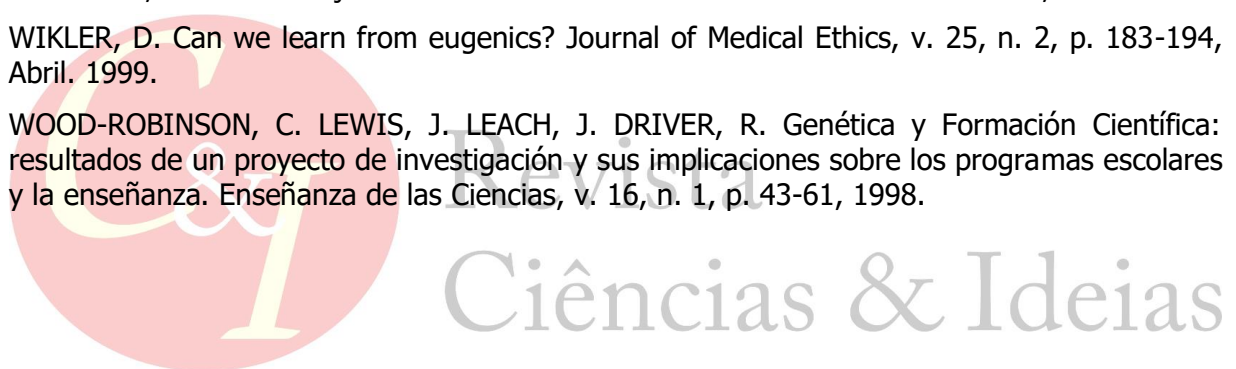 WIKLER, D. Can we learn from eugenics? Journal of Medical Ethics, v. 25, n. 2, p. 183-194,
Abril. 1999.
WOOD-ROBINSON, C. LEWIS, J. LEACH, J. DRIVER, R. Genética y Formación Científica:
resultados de un proyecto de investigación y sus implicaciones sobre los programas escolares
y la enseñanza. Enseñanza de las Ciencias, v. 16, n. 1, p. 43-61, 1998.
C&I
Revista
Ciências & Ideias